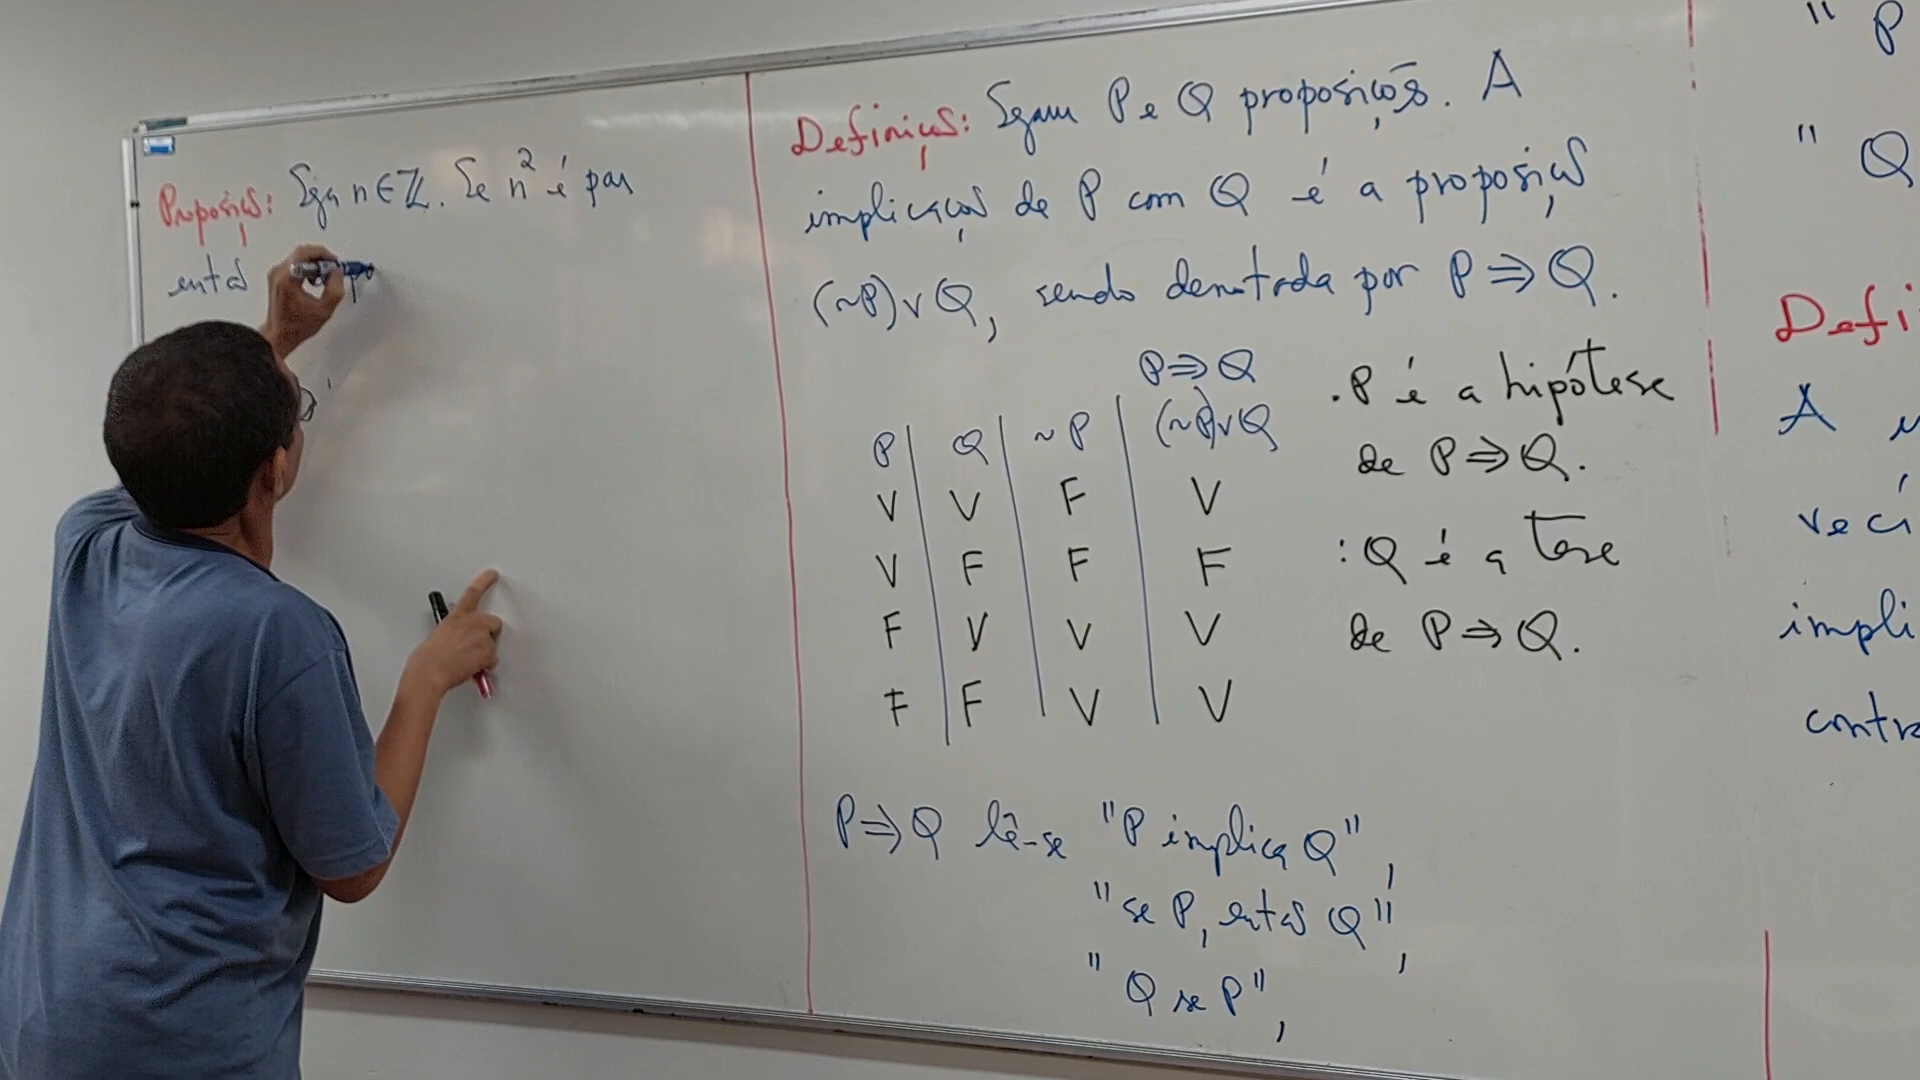 Proposição: Seja n∈ℤ. Se n² é par
então
Definição: Sejam P e Q proposições. A
implicação de P com Q é a proposição
(~P)∨Q, sendo denotada por P⇒Q.
P⇒Q
P Q ~P (~P)∨Q
V V F V
V F F F
F V V V
F F V V
. P é a hipótese
de P⇒Q.
: Q é a tese
de P⇒Q.
P⇒Q lê-se "P implica Q",
"se P, então Q",
"Q se P",
" P
" Q
Defi
A
veri
impli
contr